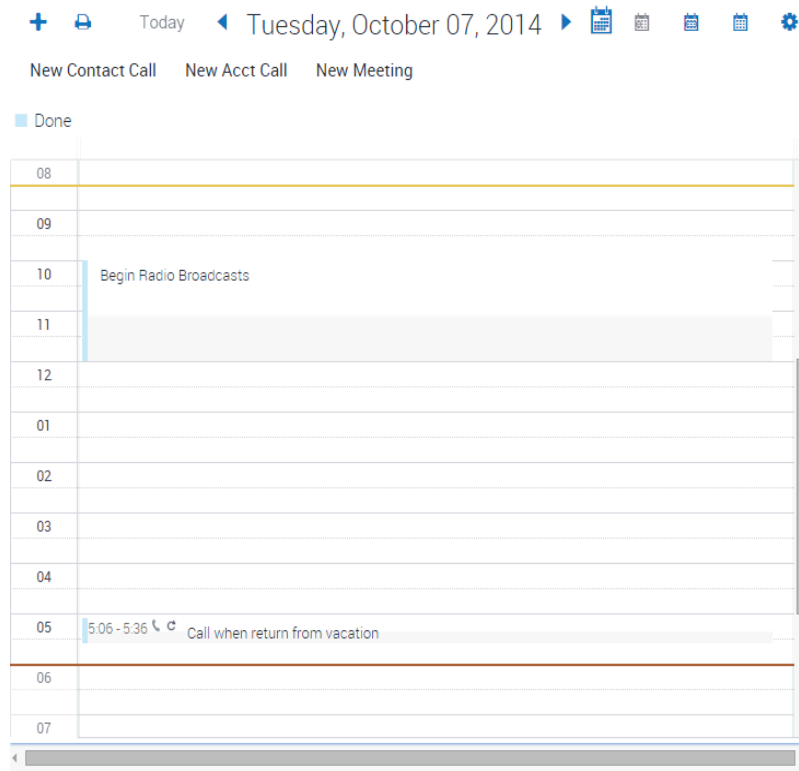 Today Tuesday, October 07, 2014
New Contact Call New Acct Call New Meeting
Done
08
09
10 Begin Radio Broadcasts
11
12
01
02
03
04
05 5:06 - 5:36 Call when return from vacation
06
07